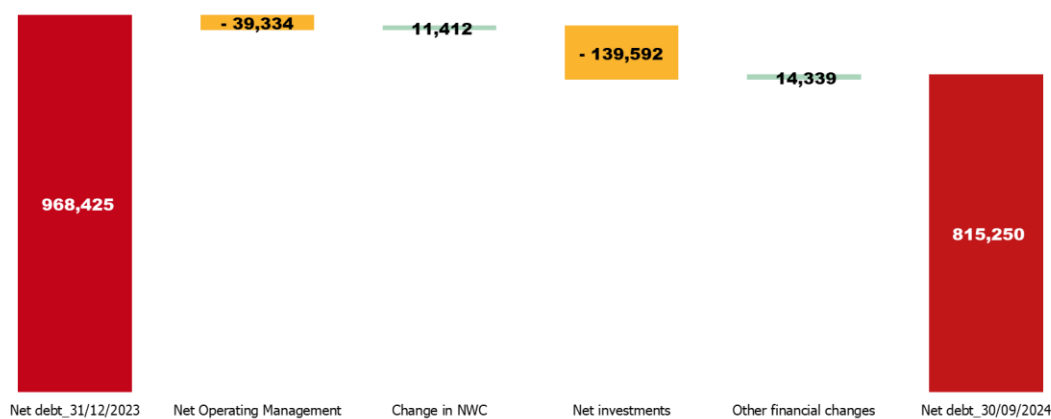 - 39,334
11,412
- 139,592
14,339
968,425
815,250
Net debt_31/12/2023
Net Operating Management
Change in NWC
Net investments
Other financial changes
Net debt_30/09/2024